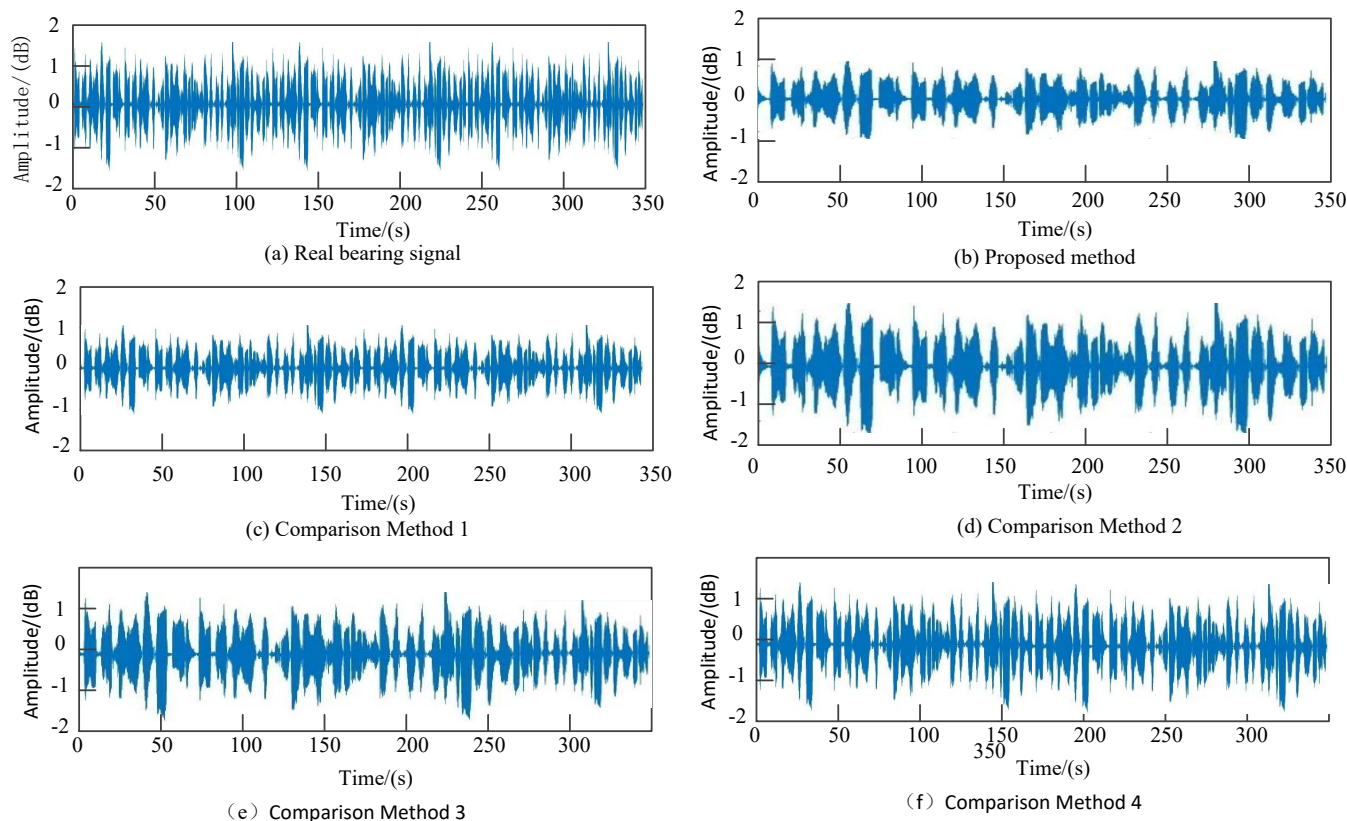 2
1
0
-1
-2
Amplitude/(dB)
0 50 100 150 200 250 300 350
Time/(s)
(a) Real bearing signal
2
1
0
-1
2
Amplitude/(dB)
0 50 100 150 200 250 300 350
Time/(s)
(b) Proposed method
2
1
0
-1
-2
Amplitude/(dB)
0 50 100 150 200 250 300 350
Time/(s)
(c) Comparison Method 1
2
1
0
-1
2
Amplitude/(dB)
0 50 100 150 200 250 300 350
Time/(s)
(d) Comparison Method 2
1
0
-1
-2
Amplitude/(dB)
0 50 100 150 200 250 300
Time/(s)
（e）Comparison Method 3
1
0
-1
-2
Amplitude/(dB)
0 50 100 150 200 250 300
350
Time/(s)
（f）Comparison Method 4